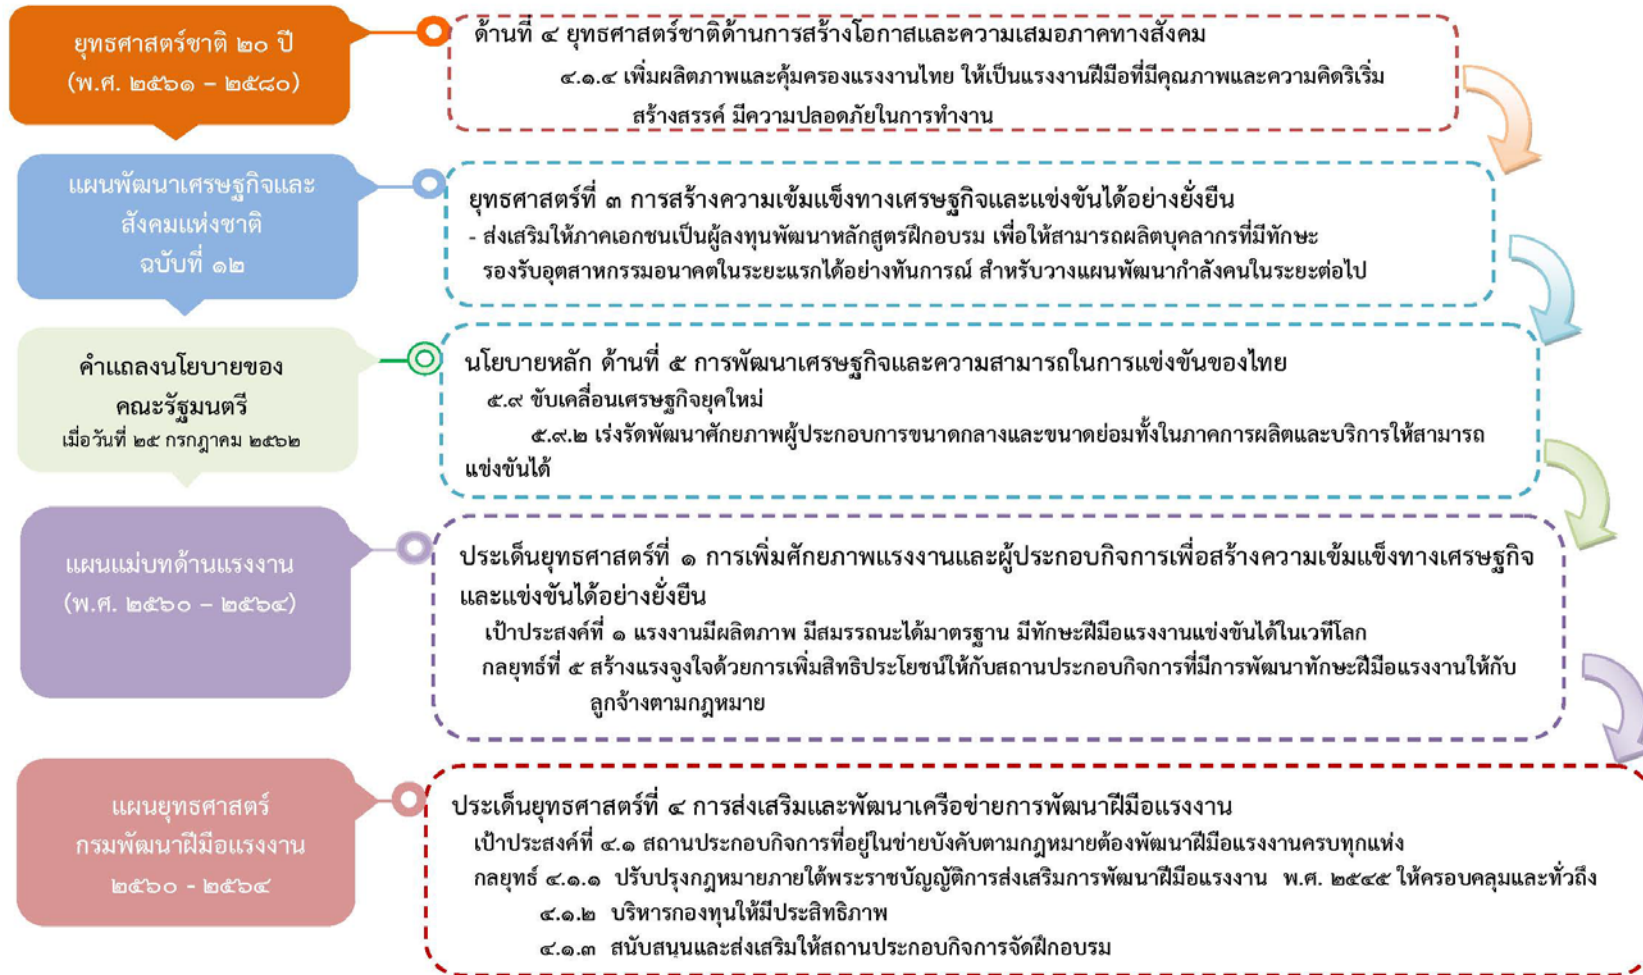 ยุทธศาสตร์ชาติ ๒๐ ปี
(พ.ศ. ๒๕๖๑ – ๒๕๘๐)
ด้านที่ ๔ ยุทธศาสตร์ชาติด้านการสร้างโอกาสและความเสมอภาคทางสังคม
๔.๑.๔ เพิ่มผลิตภาพและคุ้มครองแรงงานไทย ให้เป็นแรงงานฝีมือที่มีคุณภาพและความคิดริเริ่ม
สร้างสรรค์ มีความปลอดภัยในการทำงาน
แผนพัฒนาเศรษฐกิจและ
สังคมแห่งชาติ
ฉบับที่ ๑๒
ยุทธศาสตร์ที่ ๓ การสร้างความเข้มแข็งทางเศรษฐกิจและแข่งขันได้อย่างยั่งยืน
- ส่งเสริมให้ภาคเอกชนเป็นผู้ลงทุนพัฒนาหลักสูตรฝึกอบรม เพื่อให้สามารถผลิตบุคลากรที่มีทักษะ
รองรับอุตสาหกรรมอนาคตในระยะแรกได้อย่างทันการณ์ สำหรับวางแผนพัฒนากำลังคนในระยะต่อไป
คำแถลงนโยบายของ
คณะรัฐมนตรี
เมื่อวันที่ ๒๕ กรกฎาคม ๒๕๖๒
นโยบายหลัก ด้านที่ ๕ การพัฒนาเศรษฐกิจและความสามารถในการแข่งขันของไทย
๕.๙ ขับเคลื่อนเศรษฐกิจยุคใหม่
๕.๙.๒ เร่งรัดพัฒนาศักยภาพผู้ประกอบการขนาดกลางและขนาดย่อมทั้งในภาคการผลิตและบริการให้สามารถ
แข่งขันได้
แผนแม่บทด้านแรงงาน
(พ.ศ. ๒๕๖๐ – ๒๕๖๔)
ประเด็นยุทธศาสตร์ที่ ๑ การเพิ่มศักยภาพแรงงานและผู้ประกอบกิจการเพื่อสร้างความเข้มแข็งทางเศรษฐกิจ
และแข่งขันได้อย่างยั่งยืน
เป้าประสงค์ที่ ๑ แรงงานมีผลิตภาพ มีสมรรถนะได้มาตรฐาน มีทักษะฝีมือแรงงานแข่งขันได้ในเวทีโลก
กลยุทธ์ที่ ๕ สร้างแรงจูงใจด้วยการเพิ่มสิทธิประโยชน์ให้กับสถานประกอบกิจการที่มีการพัฒนาทักษะฝีมือแรงงานให้กับ
ลูกจ้างตามกฎหมาย
แผนยุทธศาสตร์
กรมพัฒนาฝีมือแรงงาน
๒๕๖๐ - ๒๕๖๔
ประเด็นยุทธศาสตร์ที่ ๔ การส่งเสริมและพัฒนาเครือข่ายการพัฒนาฝีมือแรงงาน
เป้าประสงค์ที่ ๔.๑ สถานประกอบกิจการที่อยู่ในข่ายบังคับตามกฎหมายต้องพัฒนาฝีมือแรงงานครบทุกแห่ง
กลยุทธ์ ๔.๑.๑ ปรับปรุงกฎหมายภายใต้พระราชบัญญัติการส่งเสริมการพัฒนาฝีมือแรงงาน พ.ศ. ๒๕๔๕ ให้ครอบคลุมและทั่วถึง
๔.๑.๒ บริหารกองทุนให้มีประสิทธิภาพ
๔.๑.๓ สนับสนุนและส่งเสริมให้สถานประกอบกิจการจัดฝึกอบรม